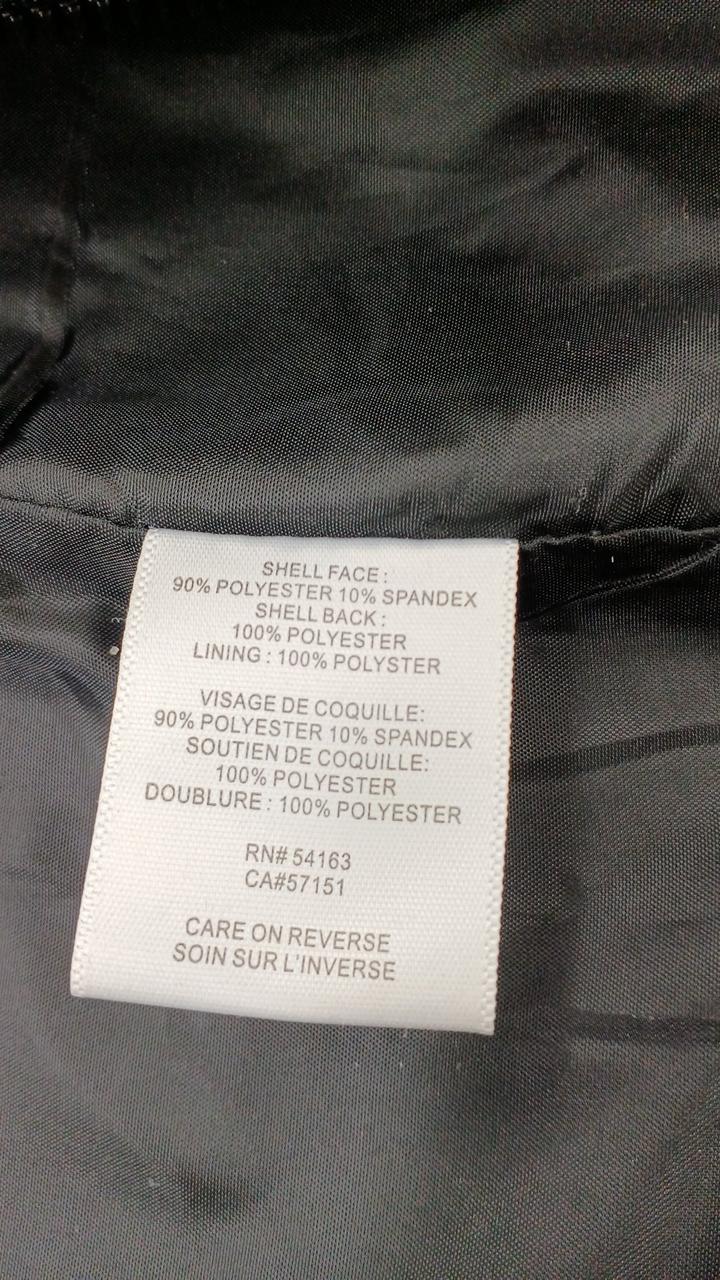 SHELL FACE :
90% POLYESTER 10% SPANDEX
SHELL BACK :
100% POLYESTER
LINING : 100% POLYSTER
VISAGE DE COQUILLE:
90% POLYESTER 10% SPANDEX
SOUTIEN DE COQUILLE:
100% POLYESTER
DOUBLURE : 100% POLYESTER
RN# 54163
CA#57151
CARE ON REVERSE
SOIN SUR L'INVERSE